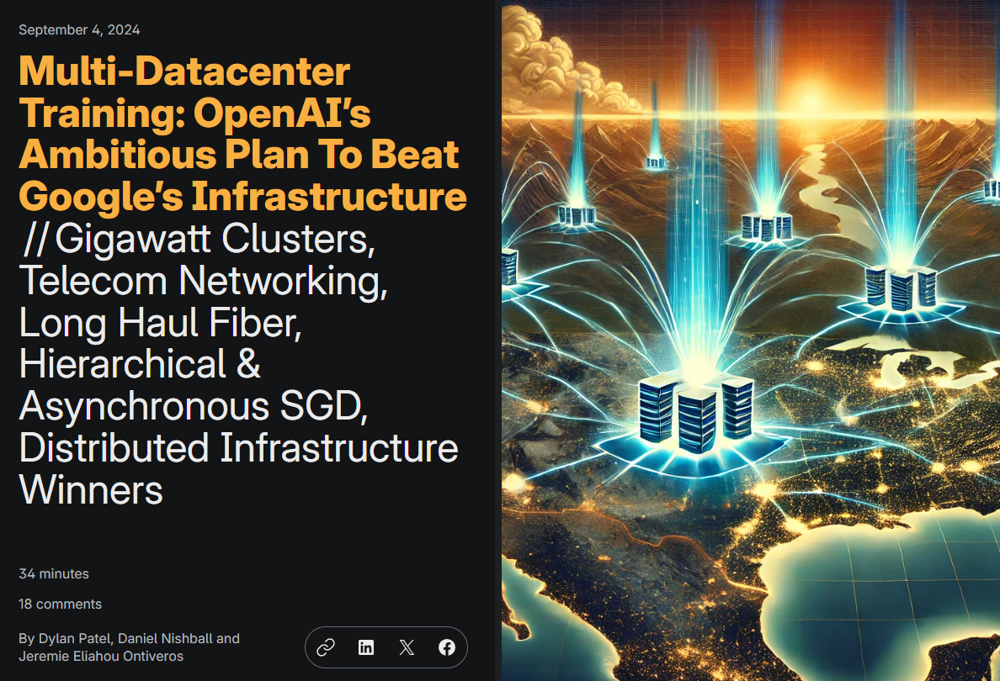 September 4, 2024
Multi-Datacenter
Training: OpenAI’s
Ambitious Plan To Beat
Google’s Infrastructure
// Gigawatt Clusters,
Telecom Networking,
Long Haul Fiber,
Hierarchical &
Asynchronous SGD,
Distributed Infrastructure
Winners
34 minutes
18 comments
By Dylan Patel, Daniel Nishball and
Jeremie Eliahou Ontiveros